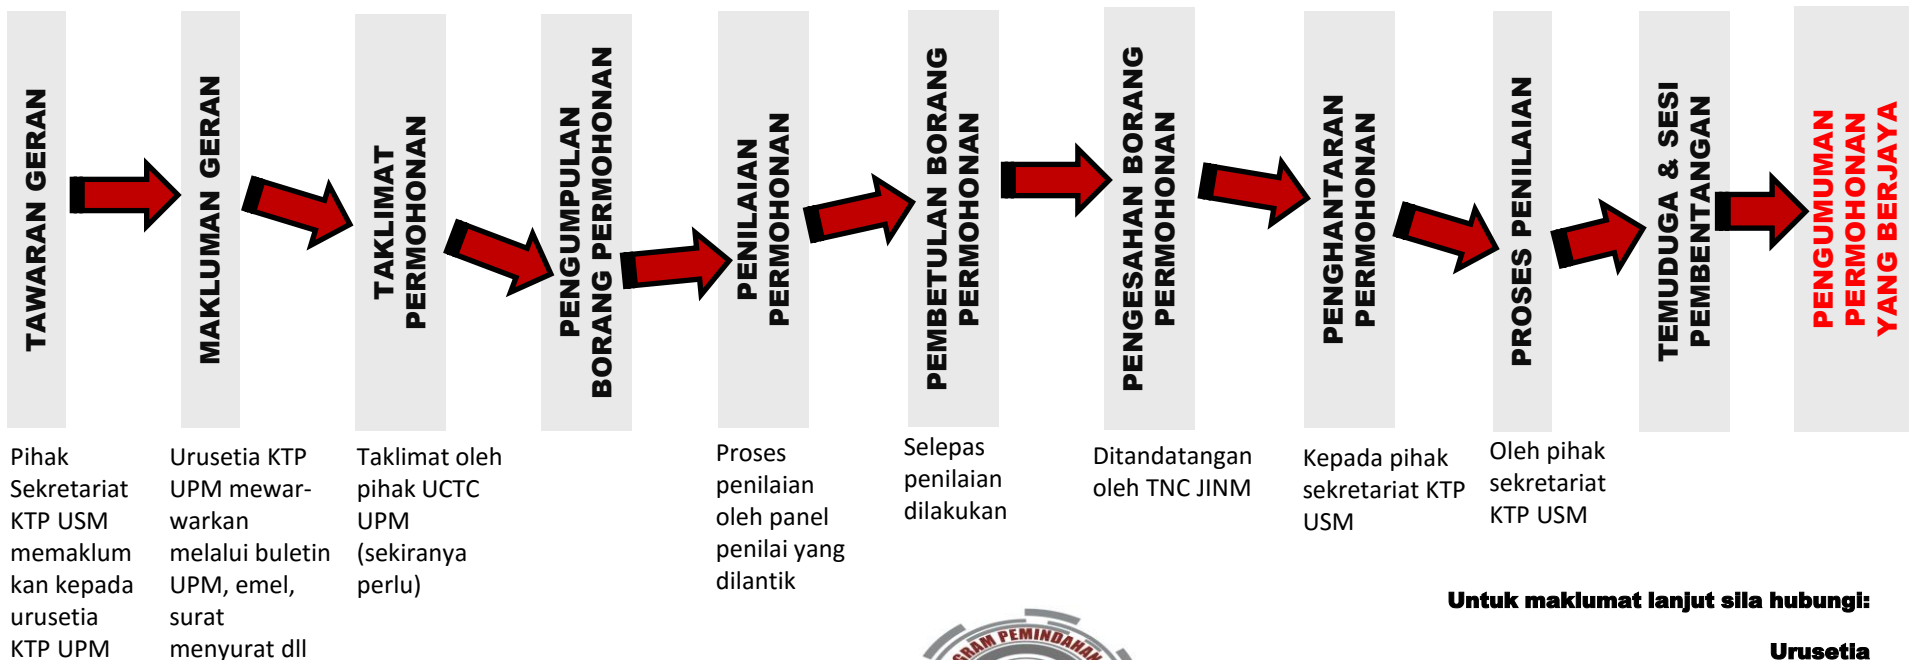 TAWARAN GERAN
MAKLUMAN GERAN
TAKLIMAT
PERMOHONAN
PENGUMPULAN
BORANG PERMOHONAN
PENILAIAN
PERMOHONAN
PEMBETULAN BORANG
PERMOHONAN
PENGESAHAN BORANG
PERMOHONAN
PENGHANTARAN
PERMOHONAN
PROSES PENILAIAN
TEMUDUGA & SESI
PEMBENTANGAN
PENGUMUMAN
PERMOHONAN
YANG BERJAYA
Pihak
Sekretariat
KTP USM
memaklum
kan kepada
urusetia
KTP UPM
Urusetia KTP
UPM mewar-
warkan
melalui buletin
UPM, emel,
surat
menyurat dll
Taklimat oleh
pihak UCTC
UPM
(sekiranya
perlu)
Proses
penilaian
oleh panel
penilai yang
dilantik
Selepas
penilaian
dilakukan
Ditandatangan
oleh TNC JINM
Kepada pihak
sekretariat KTP
USM
Oleh pihak
sekretariat
KTP USM
PEMINDAHAN
Untuk maklumat lanjut sila hubungi:
Urusetia